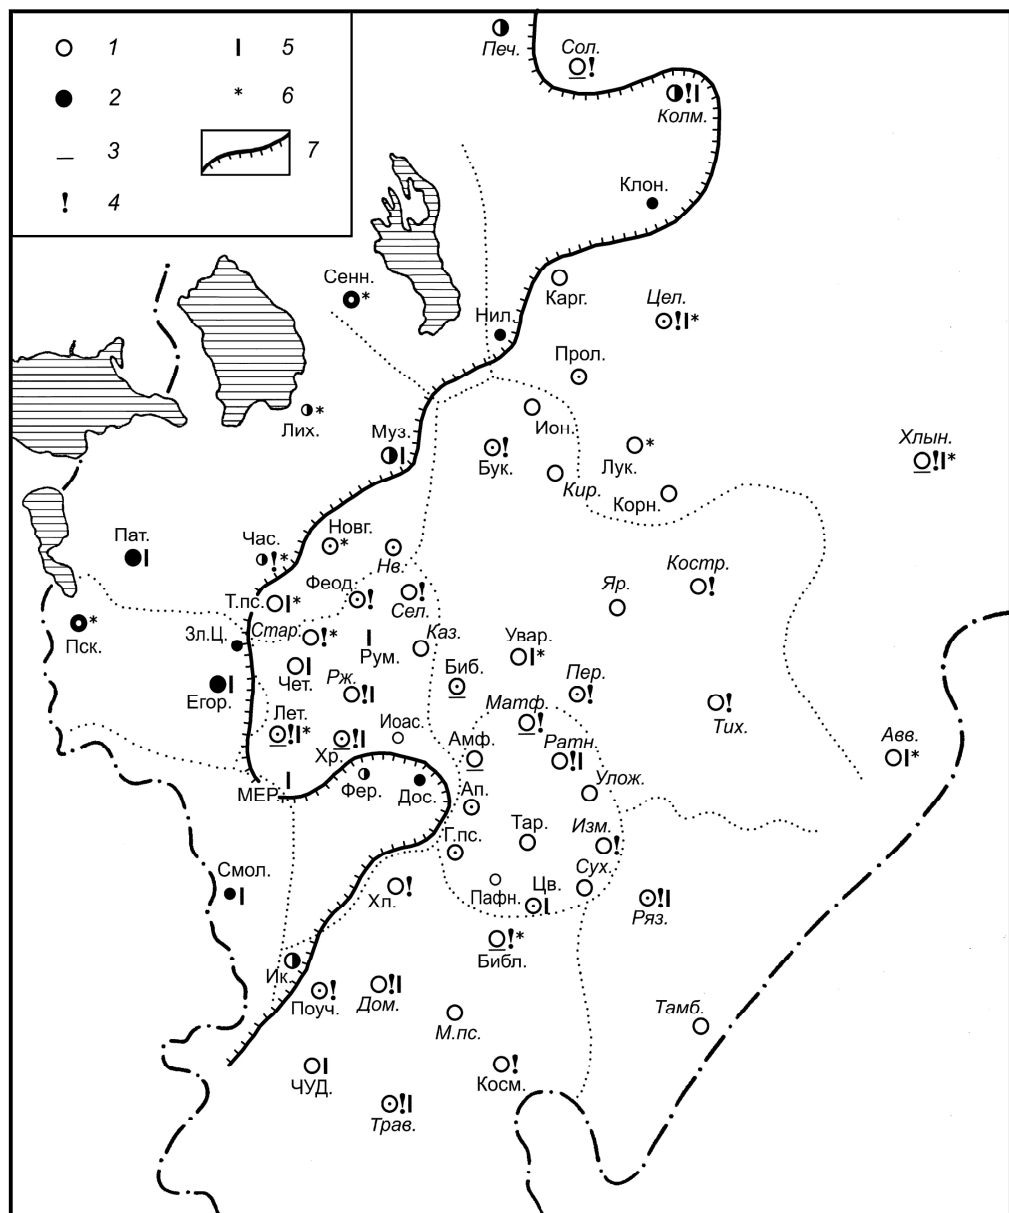 1
5
2
6
3
7
4
Печ.
Сол.
!
!
Колм.
Клон.
Сенн.
*
Карг.
Цел.
!*
Нил.
Прол.
*
Лих.
Ион.
Муз.
!
Бук.
*
Лук.
Хлын.
!*
Кир.
Корн.
Пат.
Час.
!*
Новг.
*
Нв.
Костр.
!
Феод.
!
!
Сел.
Яр.
Т.пс.
*
*
Пск.
Зл.Ц.
Стар.
!*
Рум.
Каз.
Увар.
*
Чет.
Рж.
!
Биб.
Пер.
!
Егор.
Матф.
!
!
Тих.
Лет.
!*
!
Хр.
Иоас.
Амф.
Ратн.
!
Авв.
*
МЕР.
Фер.
Дос.
Ап.
Улож.
Г.пс.
Тар.
Изм.
!
Смол.
Хл.
!
Пафн.
Цв.
Сух.
!
Ряз.
!*
Библ.
Ик.
!
Поуч.
!
Дом.
М.пс.
Тамб.
ЧУД.
!
Косм.
!
Трав.